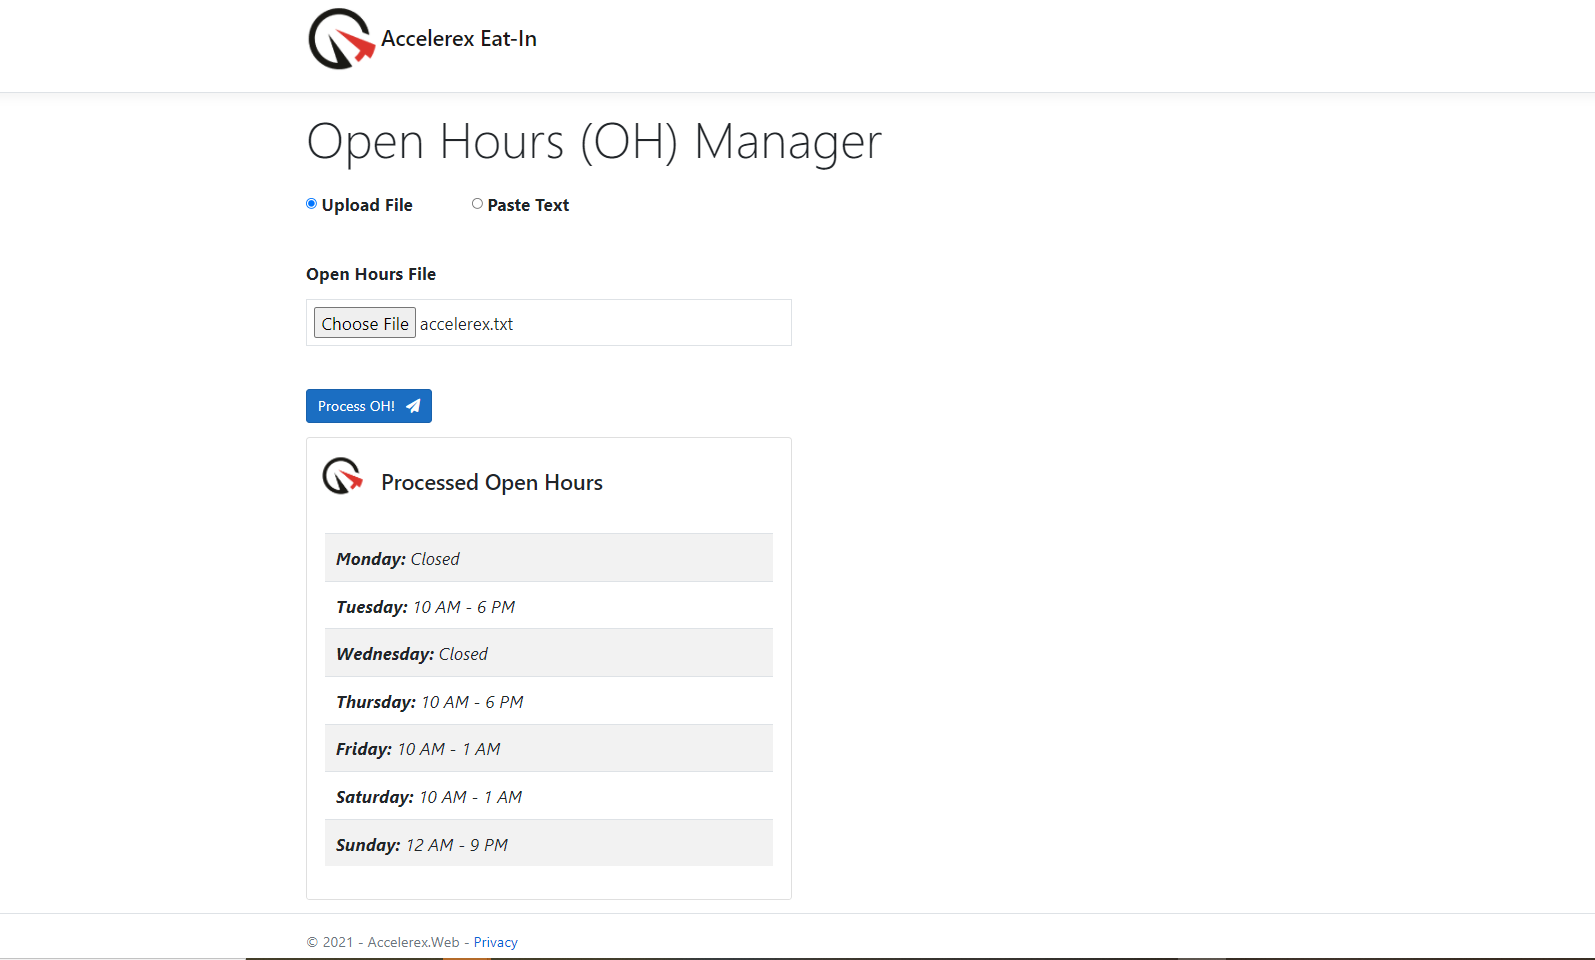 Accelerex Eat-In
Open Hours (OH) Manager
Upload File Paste Text
Open Hours File
Choose File accelerex.txt
Process OH!
Processed Open Hours
Monday: Closed
Tuesday: 10 AM - 6 PM
Wednesday: Closed
Thursday: 10 AM - 6 PM
Friday: 10 AM - 1 AM
Saturday: 10 AM - 1 AM
Sunday: 12 AM - 9 PM
© 2021 - Accelerex.Web - Privacy